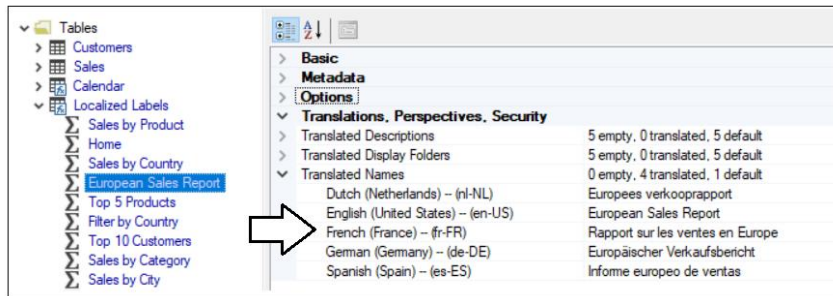 Tables
Customers
Sales
Calendar
Localized Labels
Sales by Product
Home
Sales by Country
European Sales Report
Top 5 Products
Filter by Country
Top 10 Customers
Sales by Category
Sales by City
Basic
Metadata
Options
Translations, Perspectives, Security
Translated Descriptions 5 empty, 0 translated, 5 default
Translated Display Folders 5 empty, 0 translated, 5 default
Translated Names 0 empty, 4 translated, 1 default
Dutch (Netherlands) -- (nl-NL) Europees verkooprapport
English (United States) -- (en-US) European Sales Report
French (France) -- (fr-FR) Rapport sur les ventes en Europe
German (Germany) -- (de-DE) Europäischer Verkaufsbericht
Spanish (Spain) -- (es-ES) Informe europeo de ventas